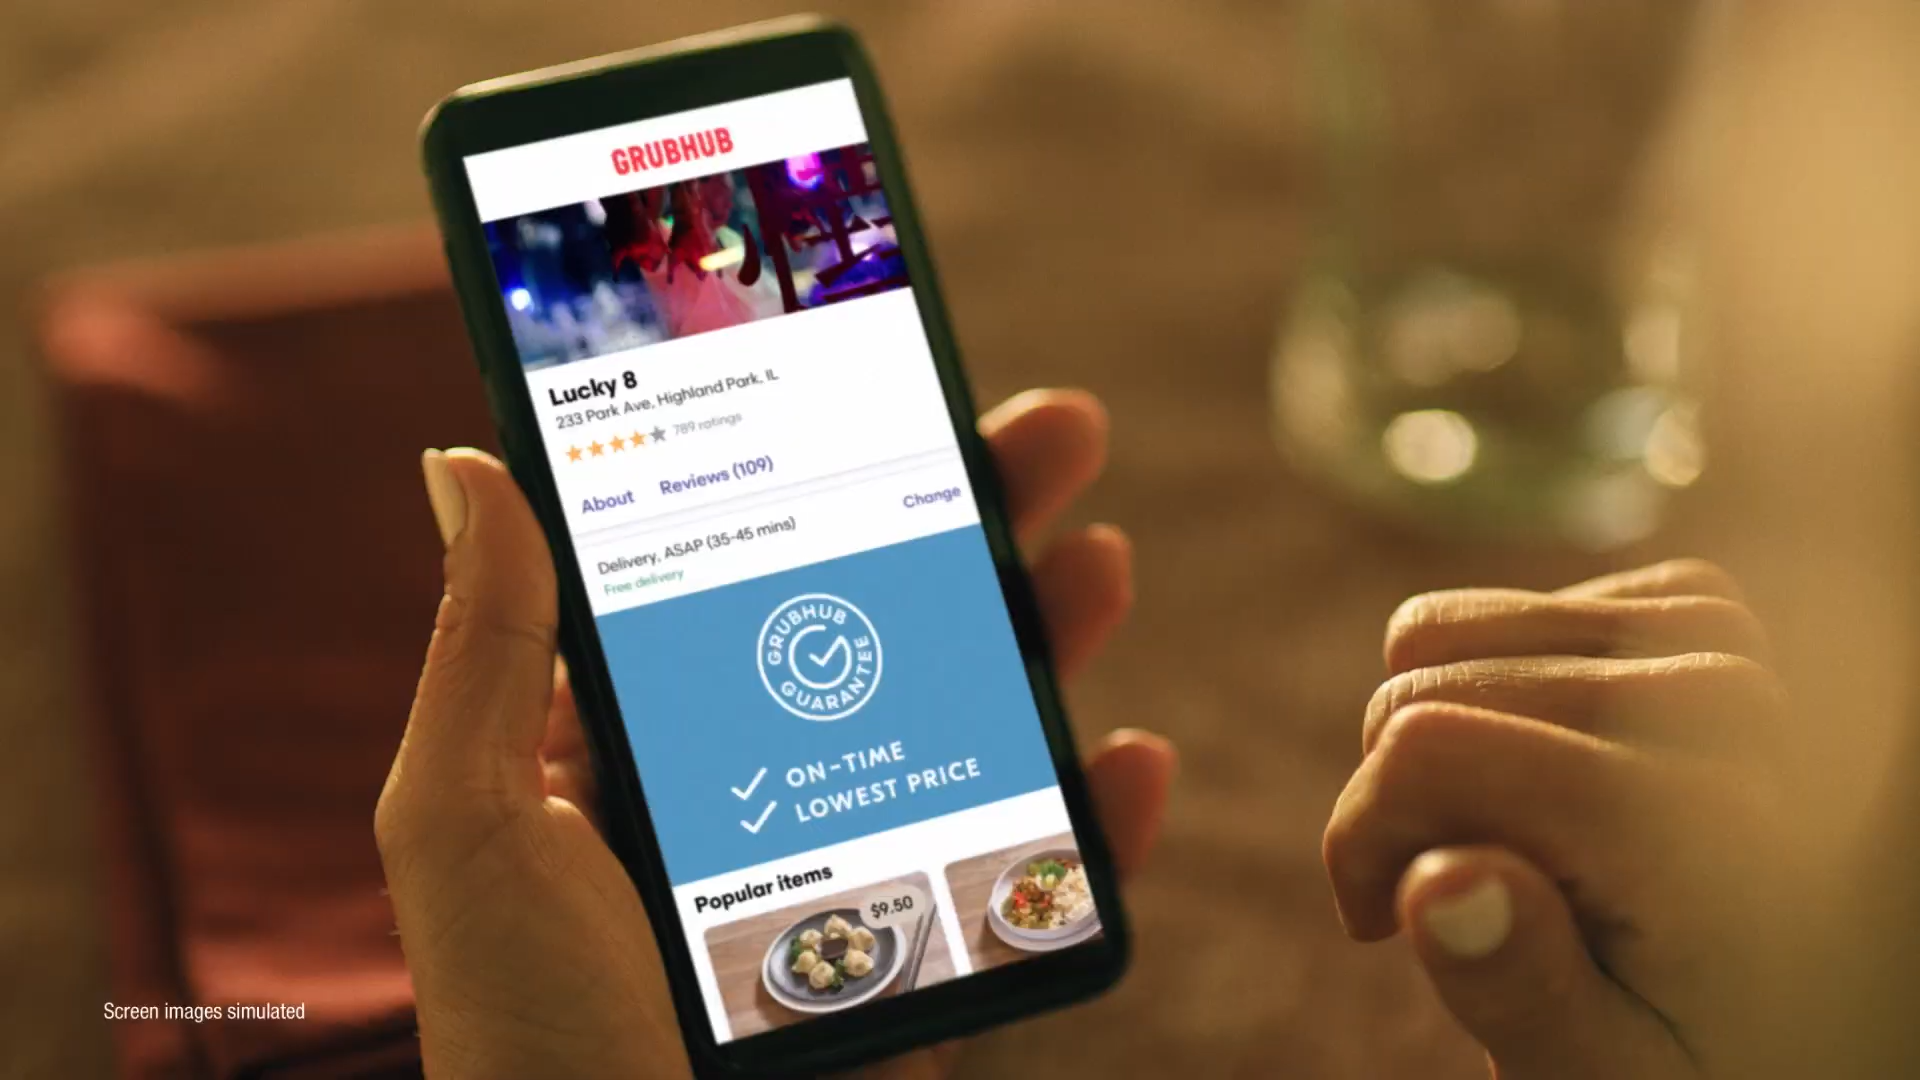 GRUBHUB
Lucky 8
233 Park Ave, Highland Park, IL
789 ratings
About Reviews (109)
Delivery, ASAP (35-45 mins) Change
Free delivery
GRUBHUB
GUARANTEE
ON-TIME
LOWEST PRICE
Popular items
$9.50
Screen images simulated